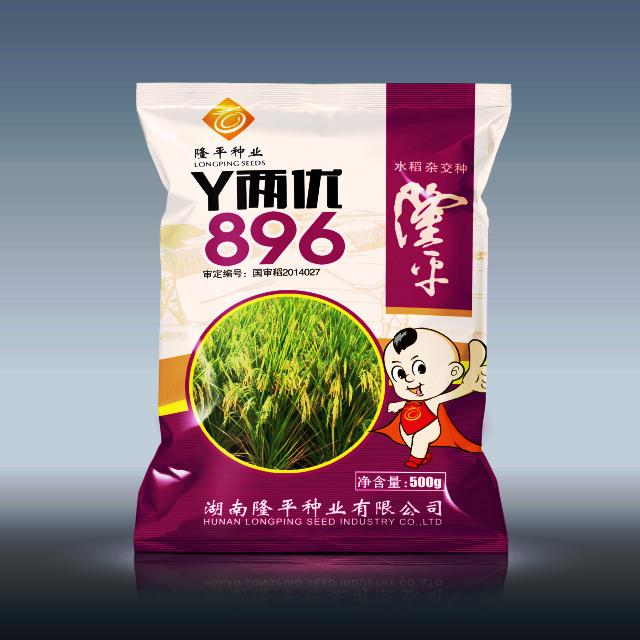 隆平种业
LONGPING SEEDS
Y两优
896
审定编号：国审稻2014027
水稻杂交种
隆平
净含量：500g
湖南隆平种业有限公司
HUNAN LONGPING SEED INDUSTRY CO.,LTD